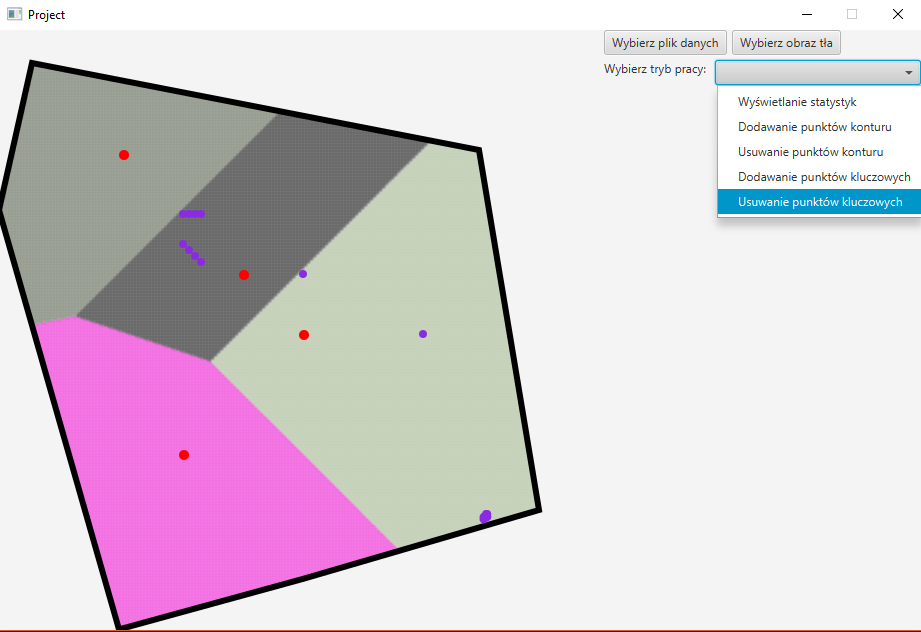 Project
Wybierz plik danych Wybierz obraz tła
Wybierz tryb pracy:
Wyświetlanie statystyk
Dodawanie punktów konturu
Usuwanie punktów konturu
Dodawanie punktów kluczowych
Usuwanie punktów kluczowych